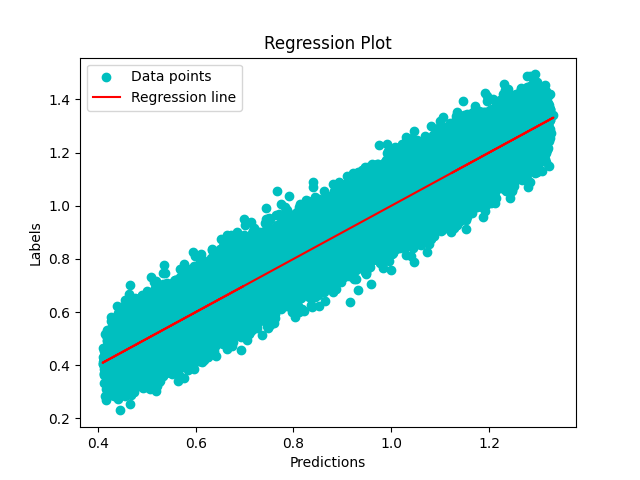 Regression Plot
Data points
Regression line
Labels
1.4
1.2
1.0
0.8
0.6
0.4
0.2
0.4 0.6 0.8 1.0 1.2
Predictions